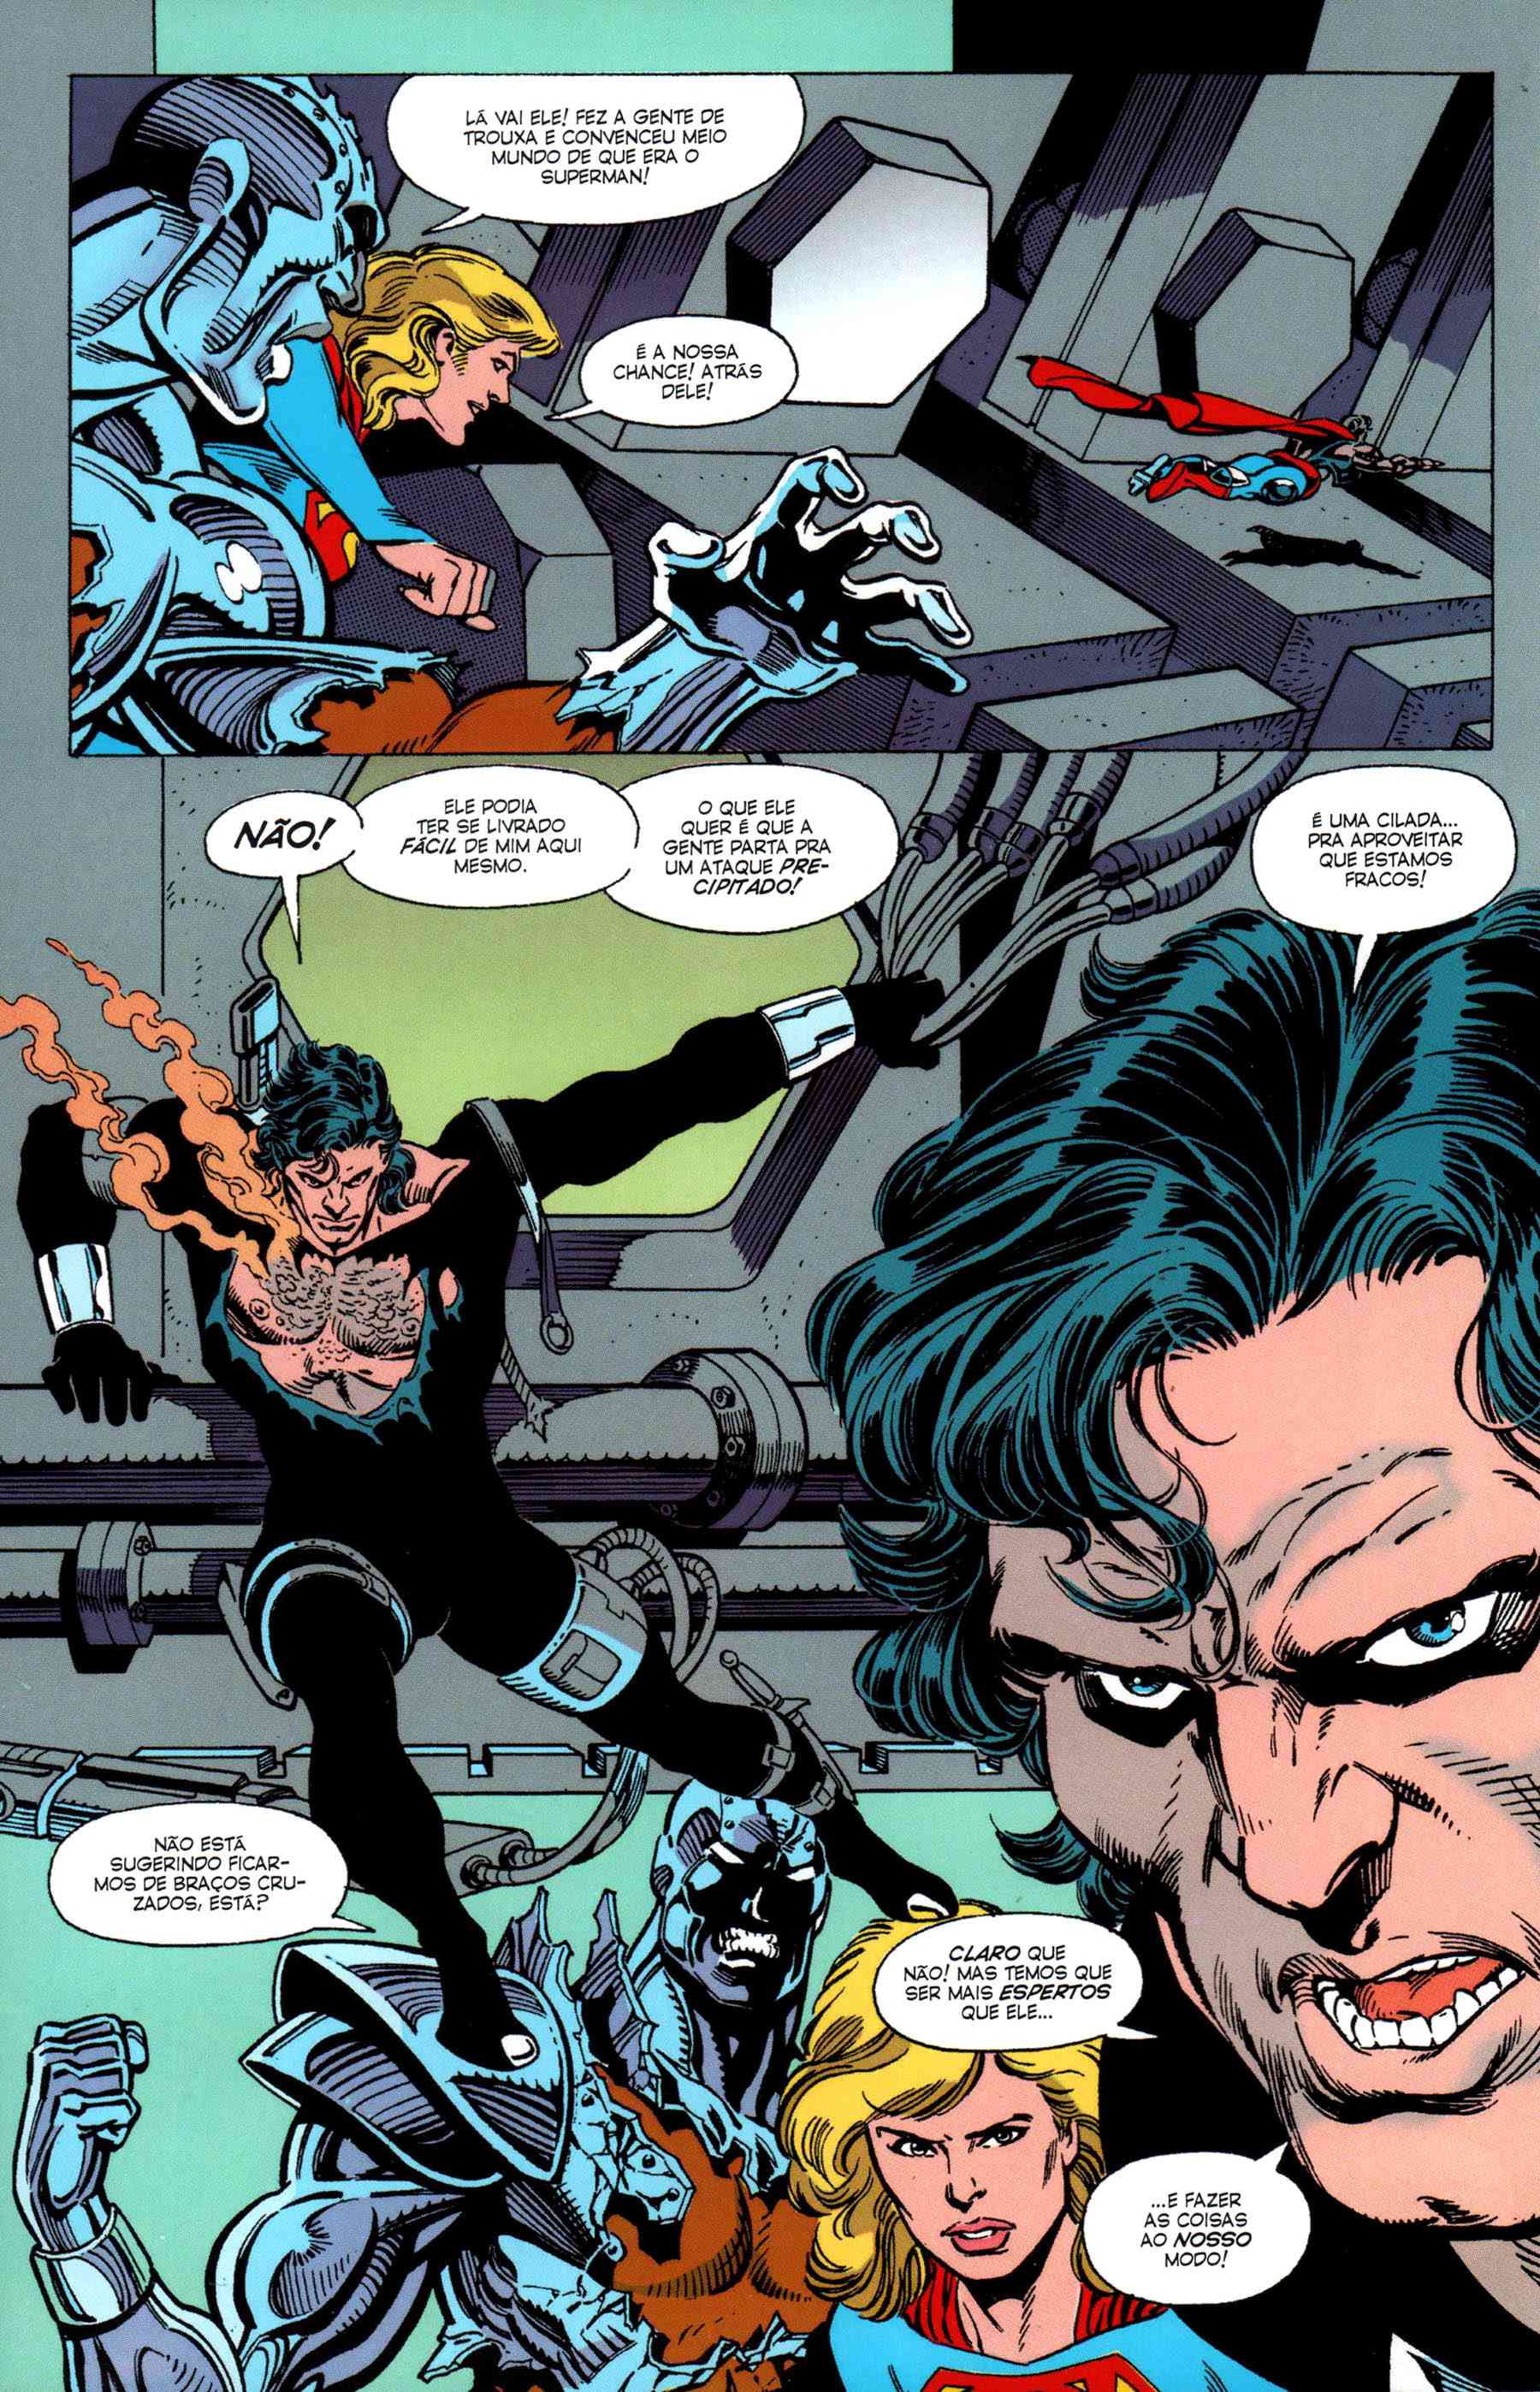 LÁ VAI ELE! FEZ A GENTE DE
TROUXA E CONVENCEU MEIO
MUNDO DE QUE ERA O
SUPERMAN!
É A NOSSA
CHANCE! ATRÁS
DELE!
NÃO!
ELE PODIA
TER SE LIVRADO
FÁCIL DE MIM AQUI
MESMO.
O QUE ELE
QUER É QUE A
GENTE PARTA PRA
UM ATAQUE PRE-
CIPITADO!
É UMA CILADA...
PRA APROVEITAR
QUE ESTAMOS
FRACOS!
NÃO ESTÁ
SUGERINDO FICAR-
MOS DE BRAÇOS CRU-
ZADOS, ESTÁ?
CLARO QUE
NÃO! MAS TEMOS QUE
SER MAIS ESPERTOS
QUE ELE...
...E FAZER
AS COISAS
AO NOSSO
MODO!